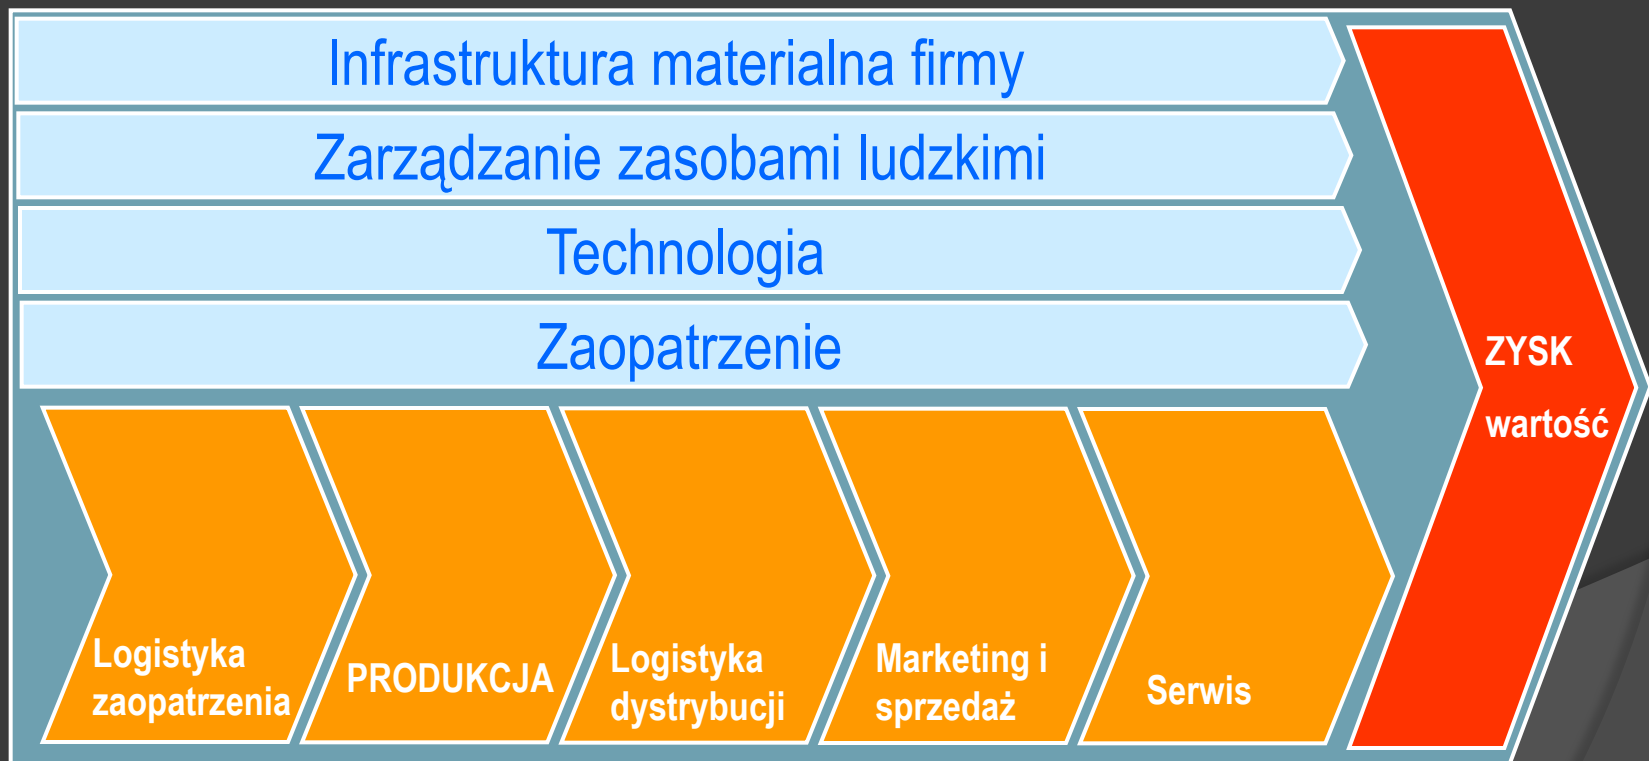 Infrastruktura materialna firmy
Zarządzanie zasobami ludzkimi
Technologia
Zaopatrzenie
ZYSK
wartość
Logistyka
zaopatrzenia
PRODUKCJA
Logistyka
dystrybucji
Marketing i
sprzedaż
Serwis